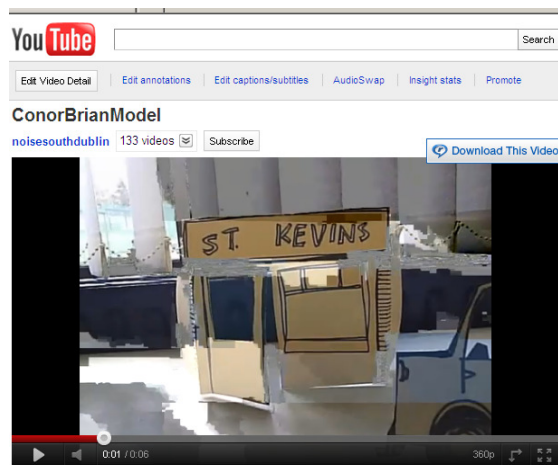 YouTube Search
Edit Video Detail Edit annotations Edit captions/subtitles AudioSwap Insight stats Promote
ConorBrianModel
noisesouthdublin 133 videos Subscribe
Download This Video
ST. KEVINS
0:01 / 0:06 360p